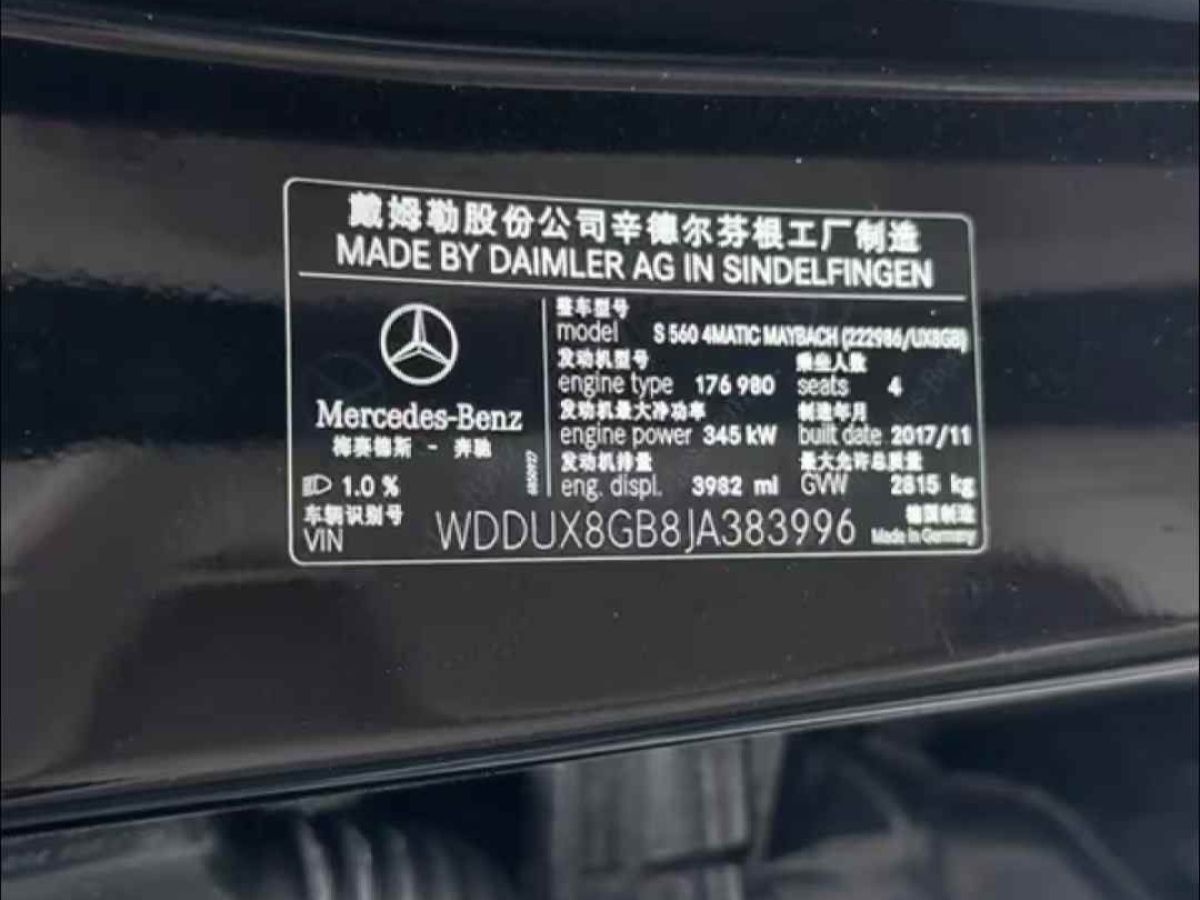 戴姆勒股份公司辛德尔芬根工厂制造
MADE BY DAIMLER AG IN SINDELFINGEN
Mercedes-Benz
梅赛德斯 - 奔驰
1.0 %
整车型号
model S 560 4MATIC MAYBACH (222986/UX8GB)
发动机型号 乘坐人数
engine type 176 980 seats 4
发动机最大净功率 制造年月
engine power 345 kW built date 2017/11
发动机排量 最大允许总质量
eng. displ. 3982 ml GVW 2815 kg
车辆识别号 德国制造
VIN WDDUX8GB8JA383996 Made in Germany